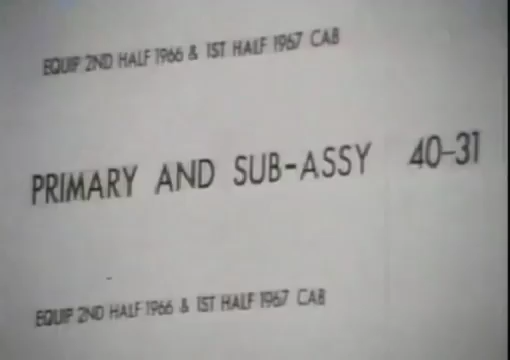 EQUIP 2ND HALF 1966 & 1ST HALF 1967 CAB
PRIMARY AND SUB-ASSY 40-31
EQUIP 2ND HALF 1966 & 1ST HALF 1967 CAB